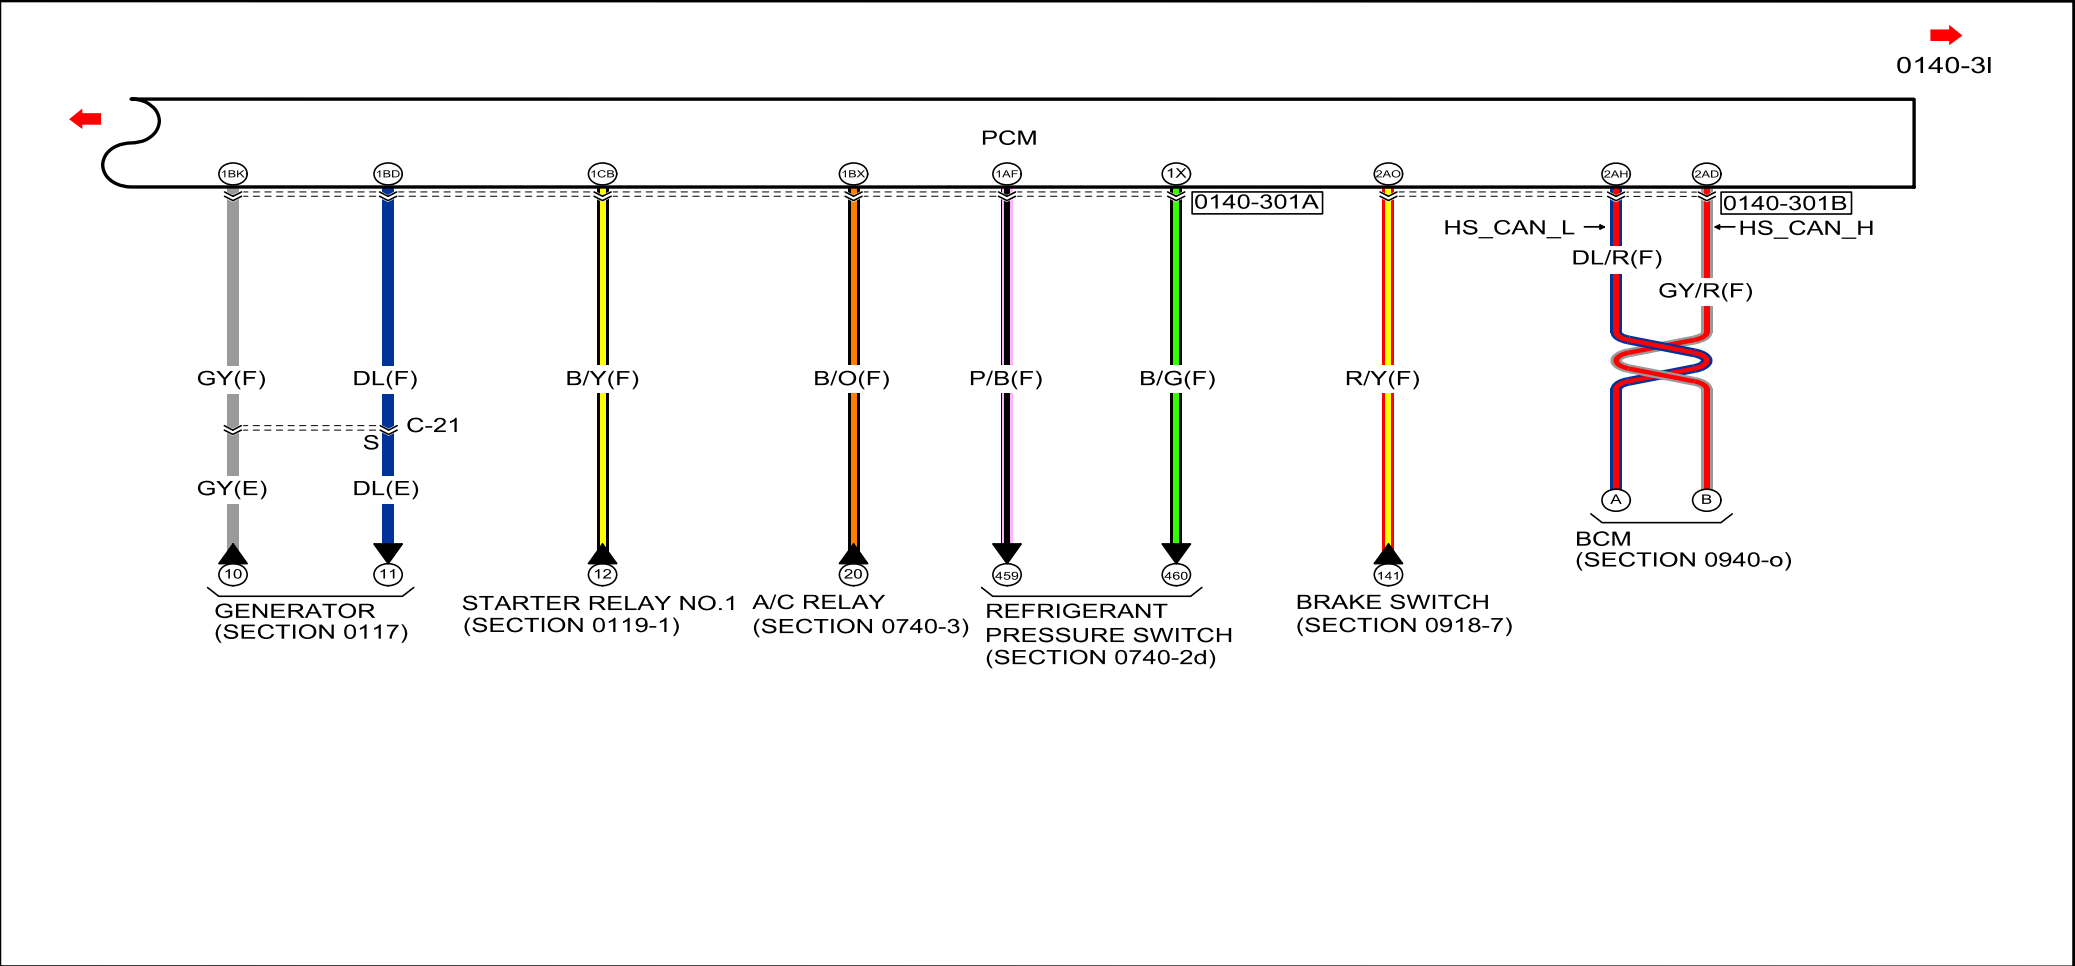 0140-3I
PCM
1BK 1BD 1CB 1BX 1AF 1X 2AO 2AH 2AD
0140-301A 0140-301B
HS_CAN_L HS_CAN_H
DL/R(F)
GY/R(F)
GY(F) DL(F) B/Y(F) B/O(F) P/B(F) B/G(F) R/Y(F)
C-21
S
GY(E) DL(E)
A B
BCM
(SECTION 0940-o)
10 11 12 20 459 460 141
GENERATOR
(SECTION 0117)
STARTER RELAY NO.1
(SECTION 0119-1)
A/C RELAY
(SECTION 0740-3)
REFRIGERANT
PRESSURE SWITCH
(SECTION 0740-2d)
BRAKE SWITCH
(SECTION 0918-7)